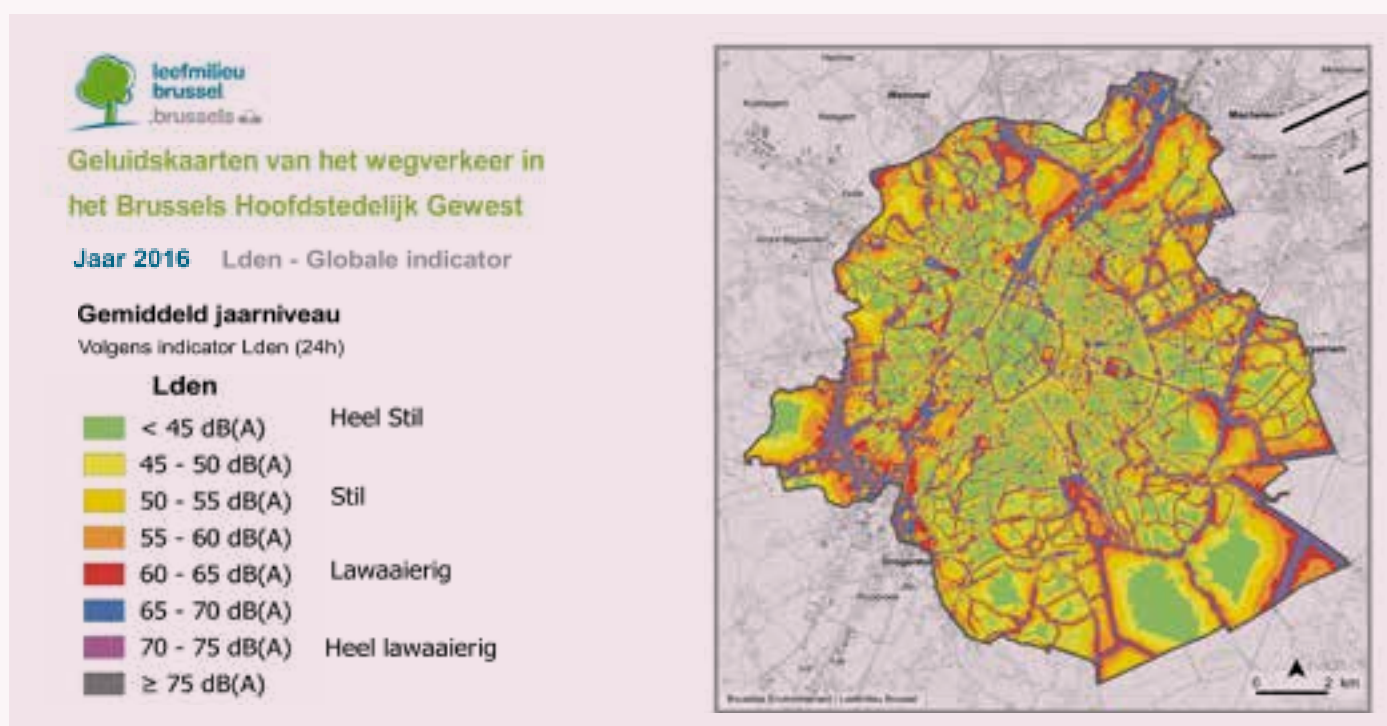 leefmilieu
brussel
.brussels
Geluidskaarten van het wegverkeer in
het Brussels Hoofdstedelijk Gewest
Jaar 2016 Lden - Globale indicator
Gemiddeld jaarniveau
Volgens indicator Lden (24h)
Lden
< 45 dB(A) Heel Stil
45 - 50 dB(A)
50 - 55 dB(A) Stil
55 - 60 dB(A)
60 - 65 dB(A) Lawaaierig
65 - 70 dB(A)
70 - 75 dB(A) Heel lawaaierig
≥ 75 dB(A)
Wemmel
Machelen
0 2 km